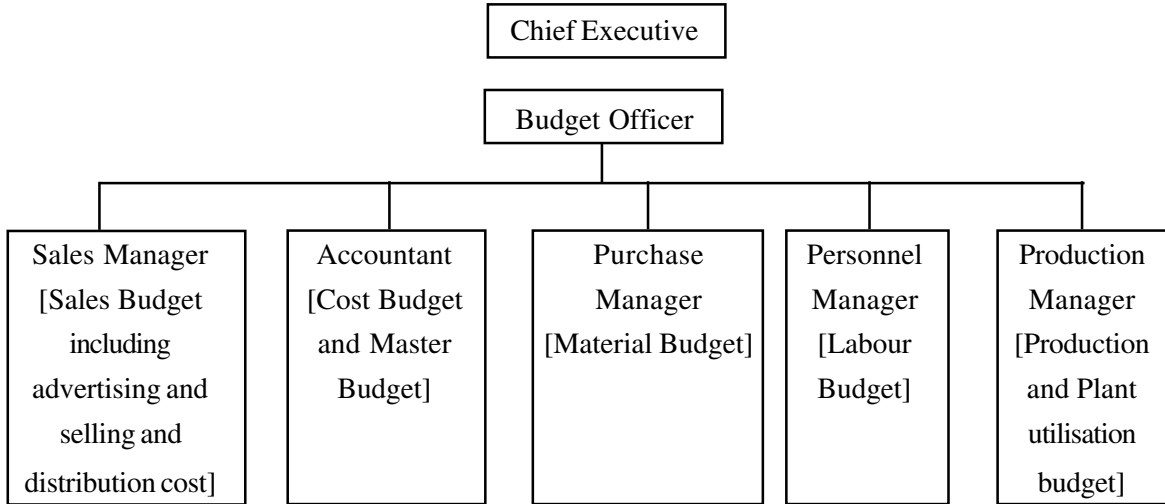 Chief Executive
Budget Officer
Sales Manager
[Sales Budget
including
advertising and
selling and
distribution cost]
Accountant
[Cost Budget
and Master
Budget]
Purchase
Manager
[Material Budget]
Personnel
Manager
[Labour
Budget]
Production
Manager
[Production
and Plant
utilisation
budget]